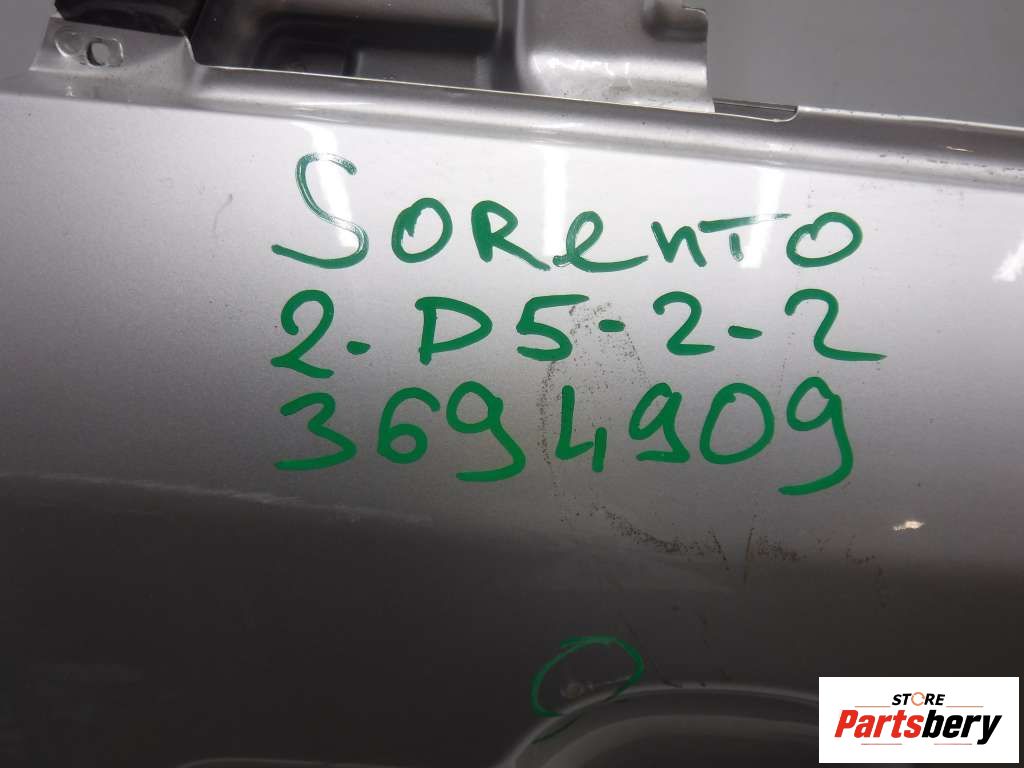 SORenTO
2-D5-2-2
3694909
STORE
Partsbery